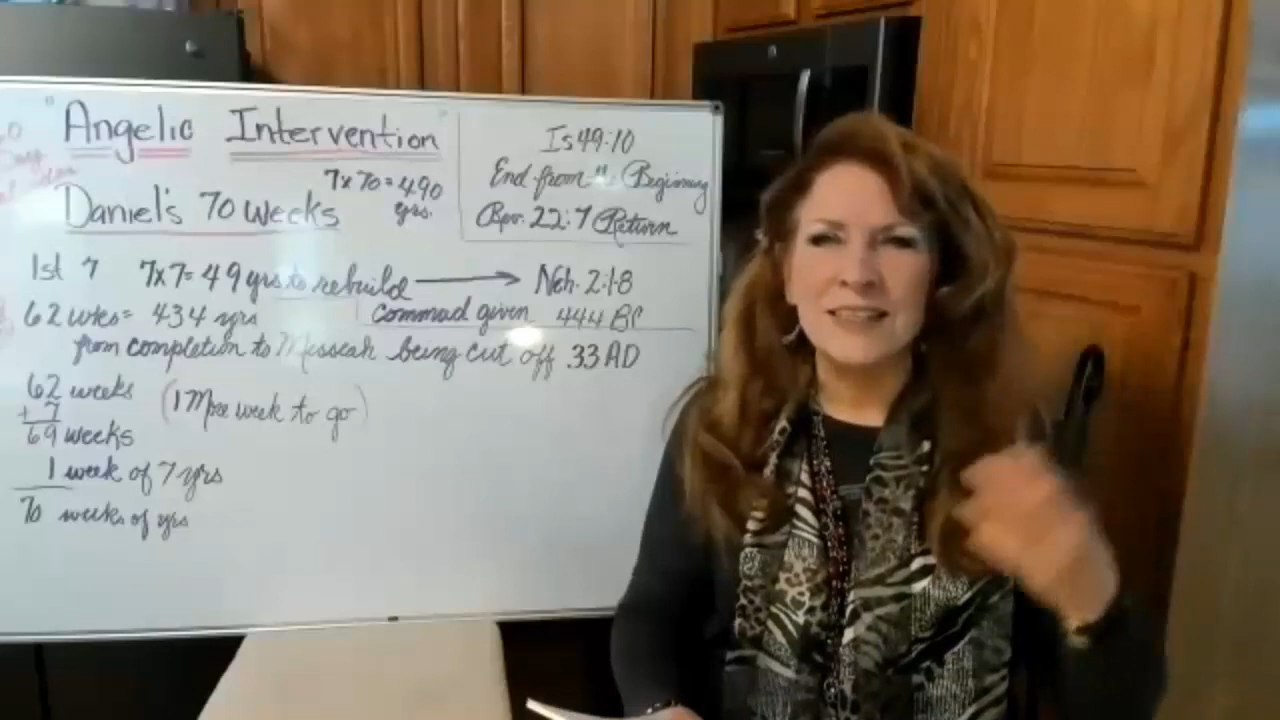 "Angelic Intervention"
Daniel's 70 weeks
7x70=490
yrs.
Is 49:10
End from the Beginning
Rev. 22:7 Return
1st 7 7x7=49 yrs to rebuild → Neh. 2:1-8
62 wks= 434 yrs commad given 444 BC
from completion to Messeah being cut off .33 AD
62 weeks (1 More week to go)
+ 7
69 weeks
1 week of 7 yrs
70 weeks of yrs